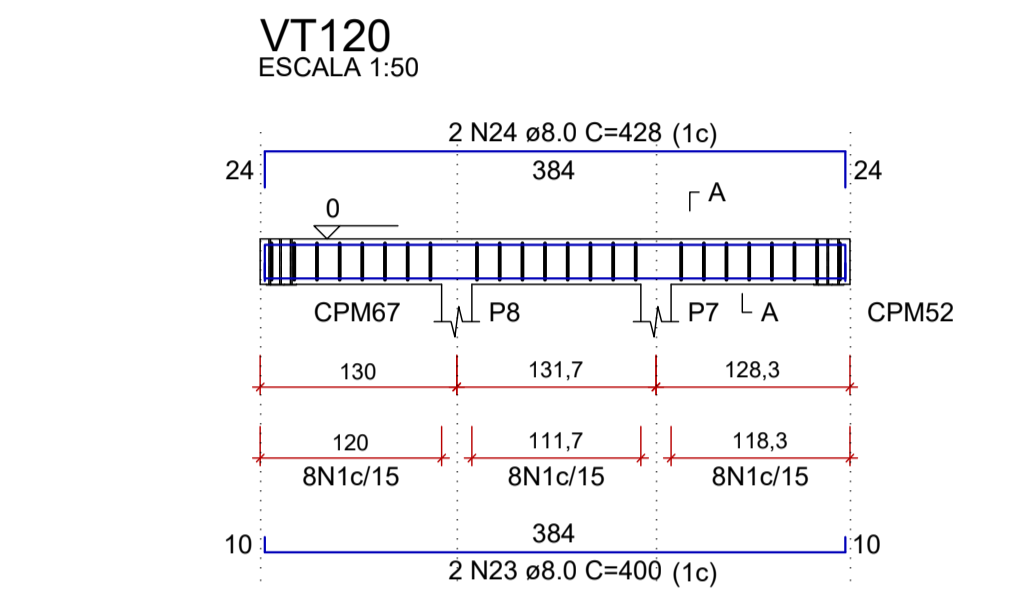 VT120
ESCALA 1:50
2 N24 ø8.0 C=428 (1c)
24 384 24
A
0
CPM67 P8 P7 A CPM52
130 131,7 128,3
120 111,7 118,3
8N1c/15 8N1c/15 8N1c/15
10 384 10
2 N23 ø8.0 C=400 (1c)